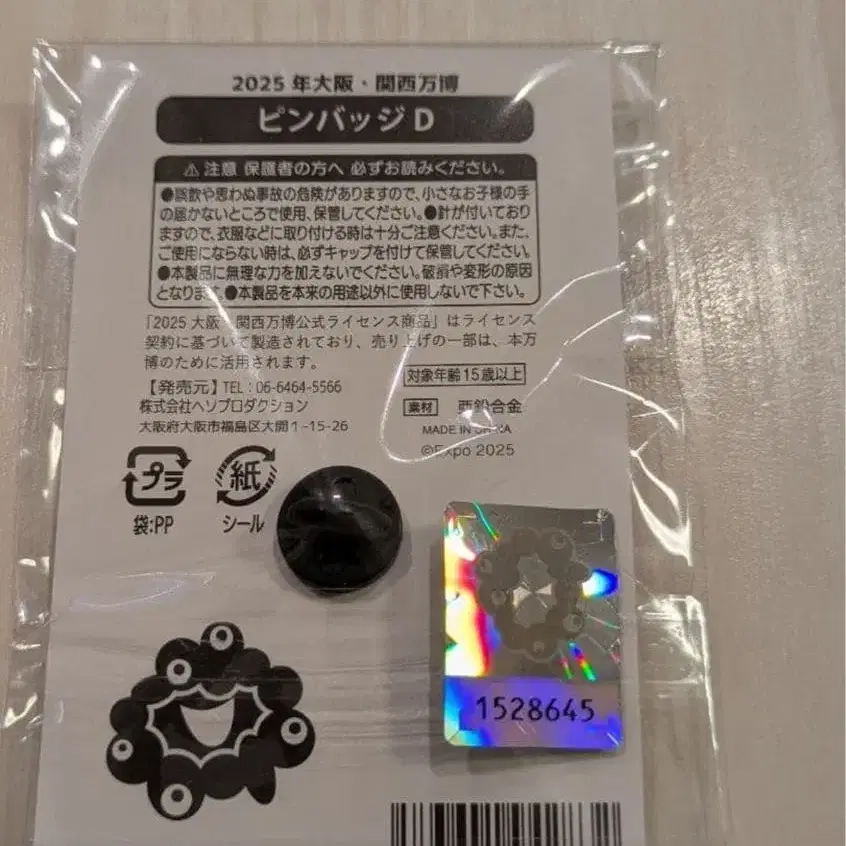 2025年大阪・関西万博
ピンバッジ D
⚠注意 保護者の方へ 必ずお読みください。
●誤飲や思わぬ事故の危険がありますので、小さなお子様の手
の届かないところで使用、保管してください。●針が付いており
ますので、衣服などに取り付ける時は十分ご注意ください。また、
ご使用にならない時は、必ずキャップを付けて保管してください。
●本製品に無理な力を加えないでください。破損や変形の原因
となります。●本製品を本来の用途以外に使用しないで下さい。
「2025 大阪・関西万博公式ライセンス商品」はライセンス
契約に基づいて製造されており、売り上げの一部は、本万
博のために活用されます。
対象年齢15歳以上
【発売元】TEL:06-6464-5566
株式会社ヘソプロダクション
大阪府大阪市福島区大開1-15-26
素材 亜鉛合金
MADE IN
©Expo 2025
プラ
袋:PP
紙
シール
1528645